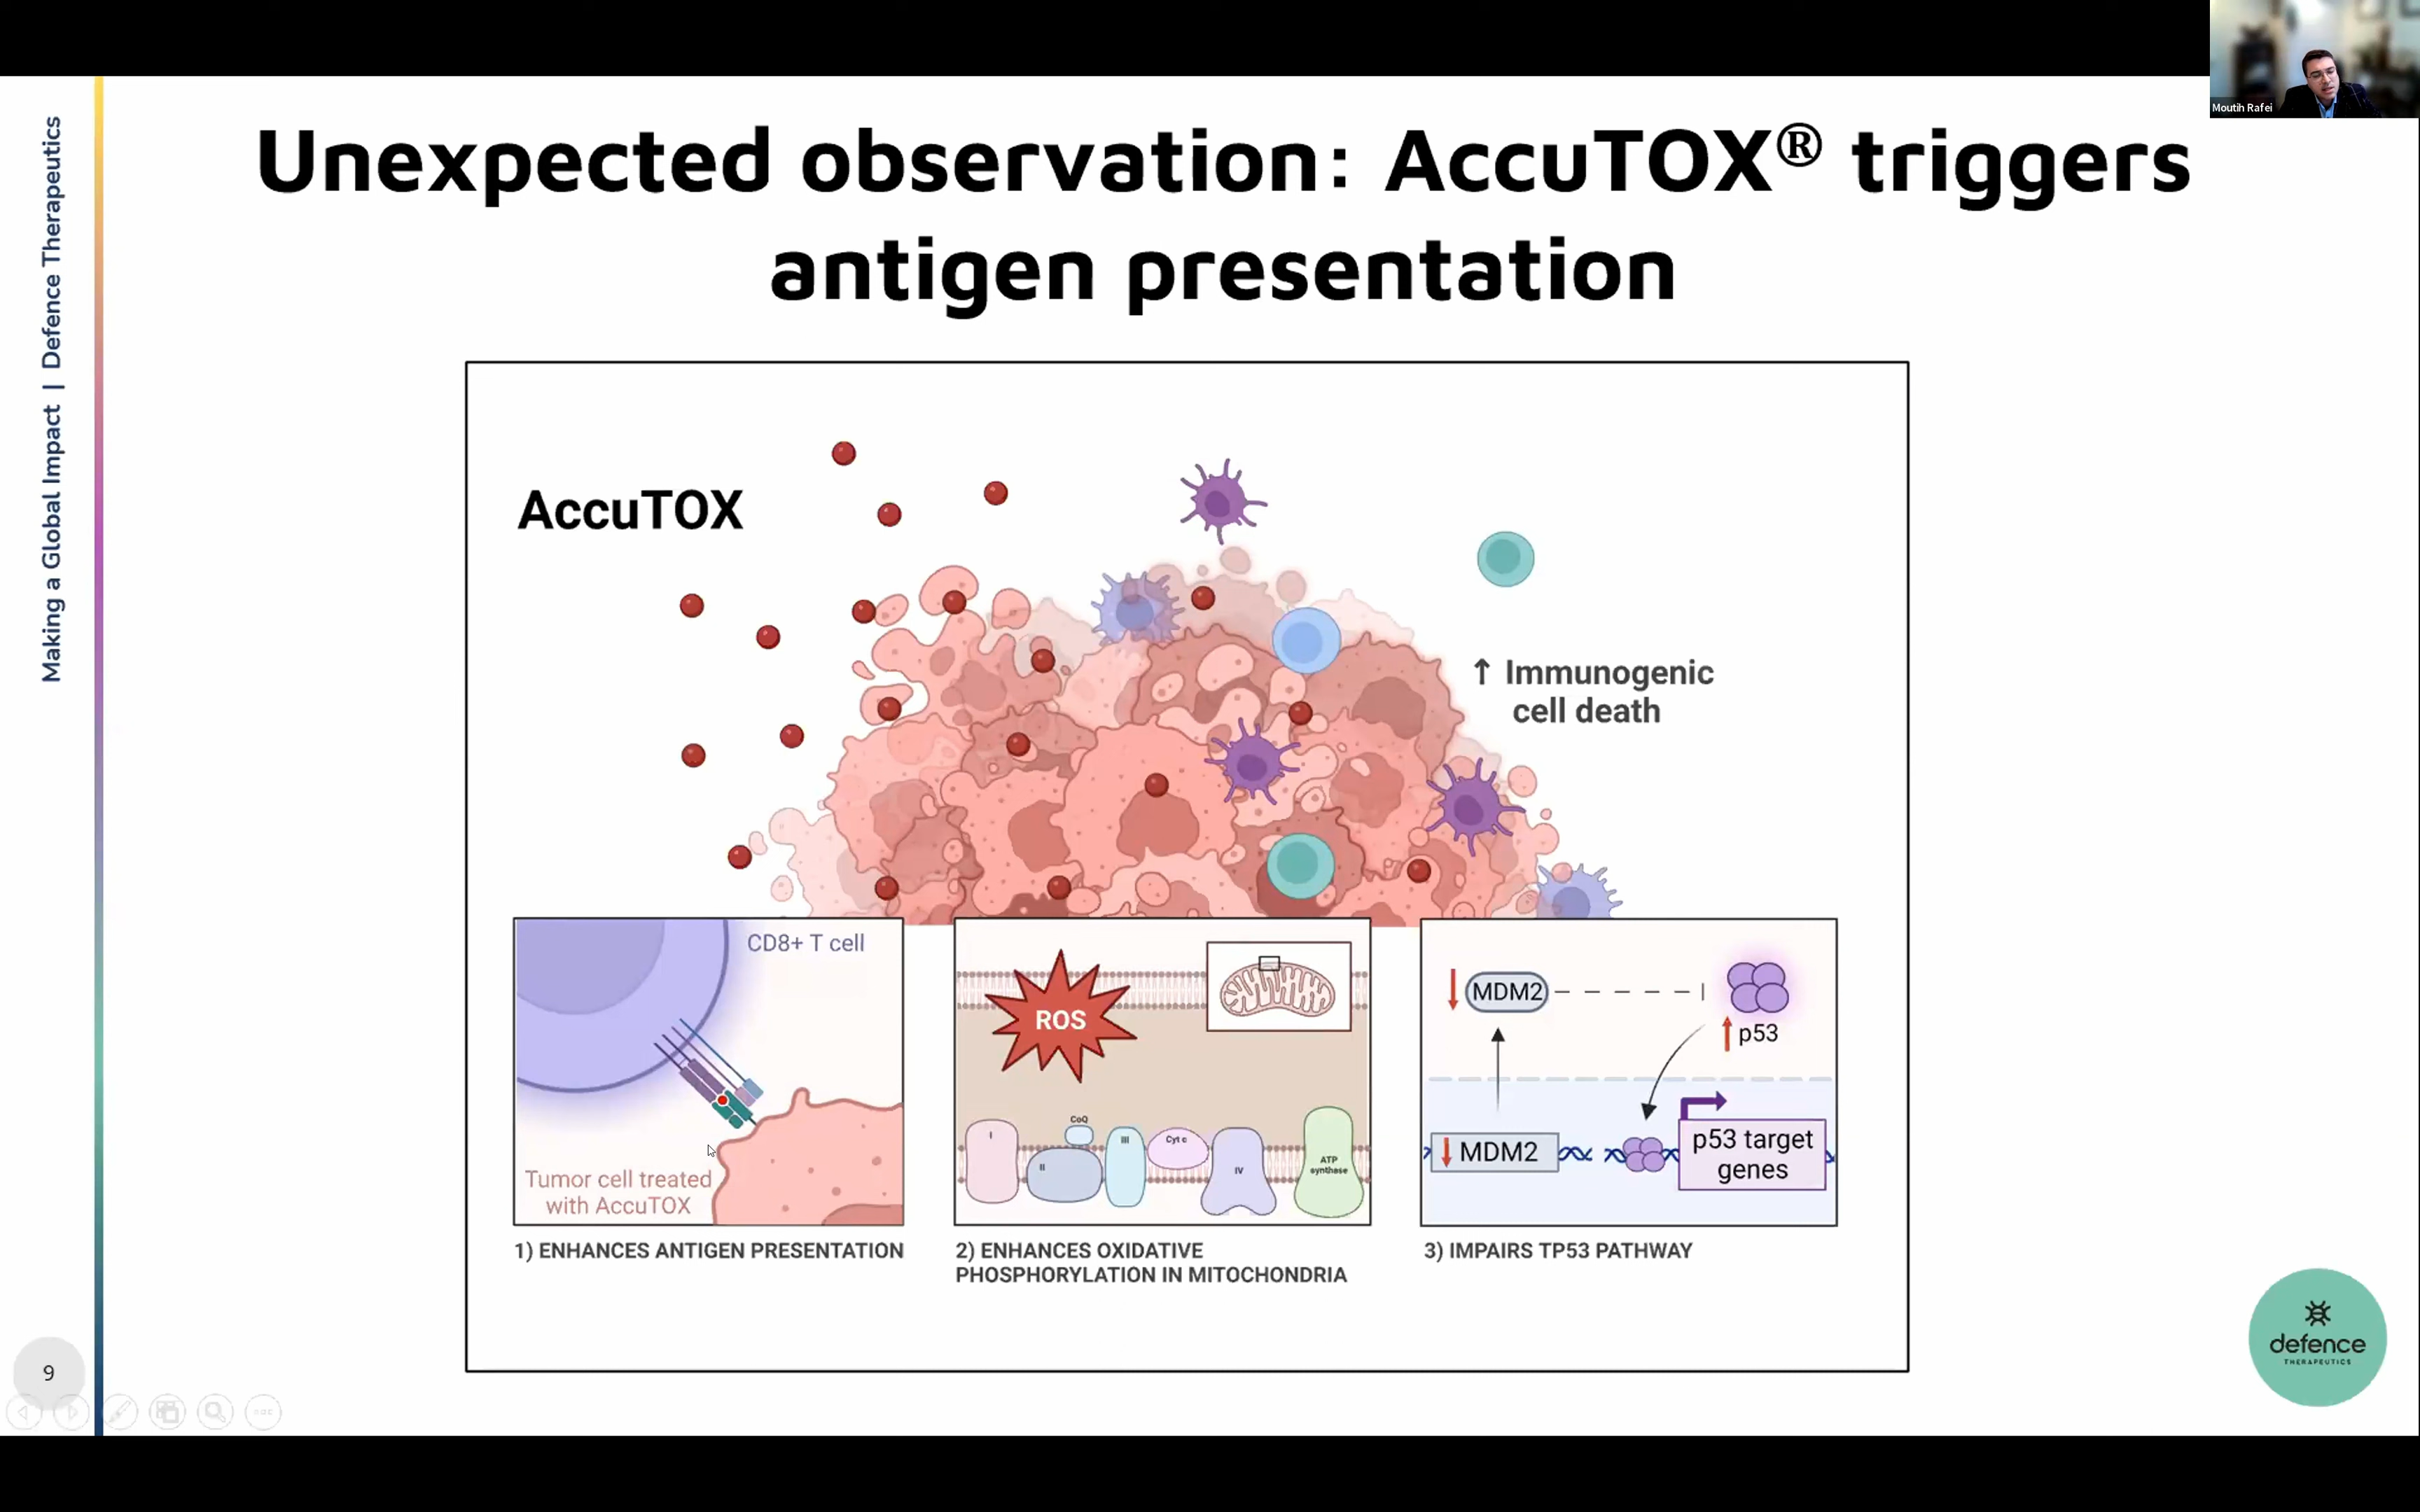 Moutih Rafei
Making a Global Impact | Defence Therapeutics
Unexpected observation: AccuTOX® triggers
antigen presentation
AccuTOX
↑ Immunogenic
cell death
CD8+ T cell
Tumor cell treated
with AccuTOX
1) ENHANCES ANTIGEN PRESENTATION
ROS
I
CoQ
II
III
Cyt c
IV
ATP
synthase
2) ENHANCES OXIDATIVE
PHOSPHORYLATION IN MITOCHONDRIA
MDM2
p53
MDM2
p53 target
genes
3) IMPAIRS TP53 PATHWAY
9
defence
THERAPEUTICS